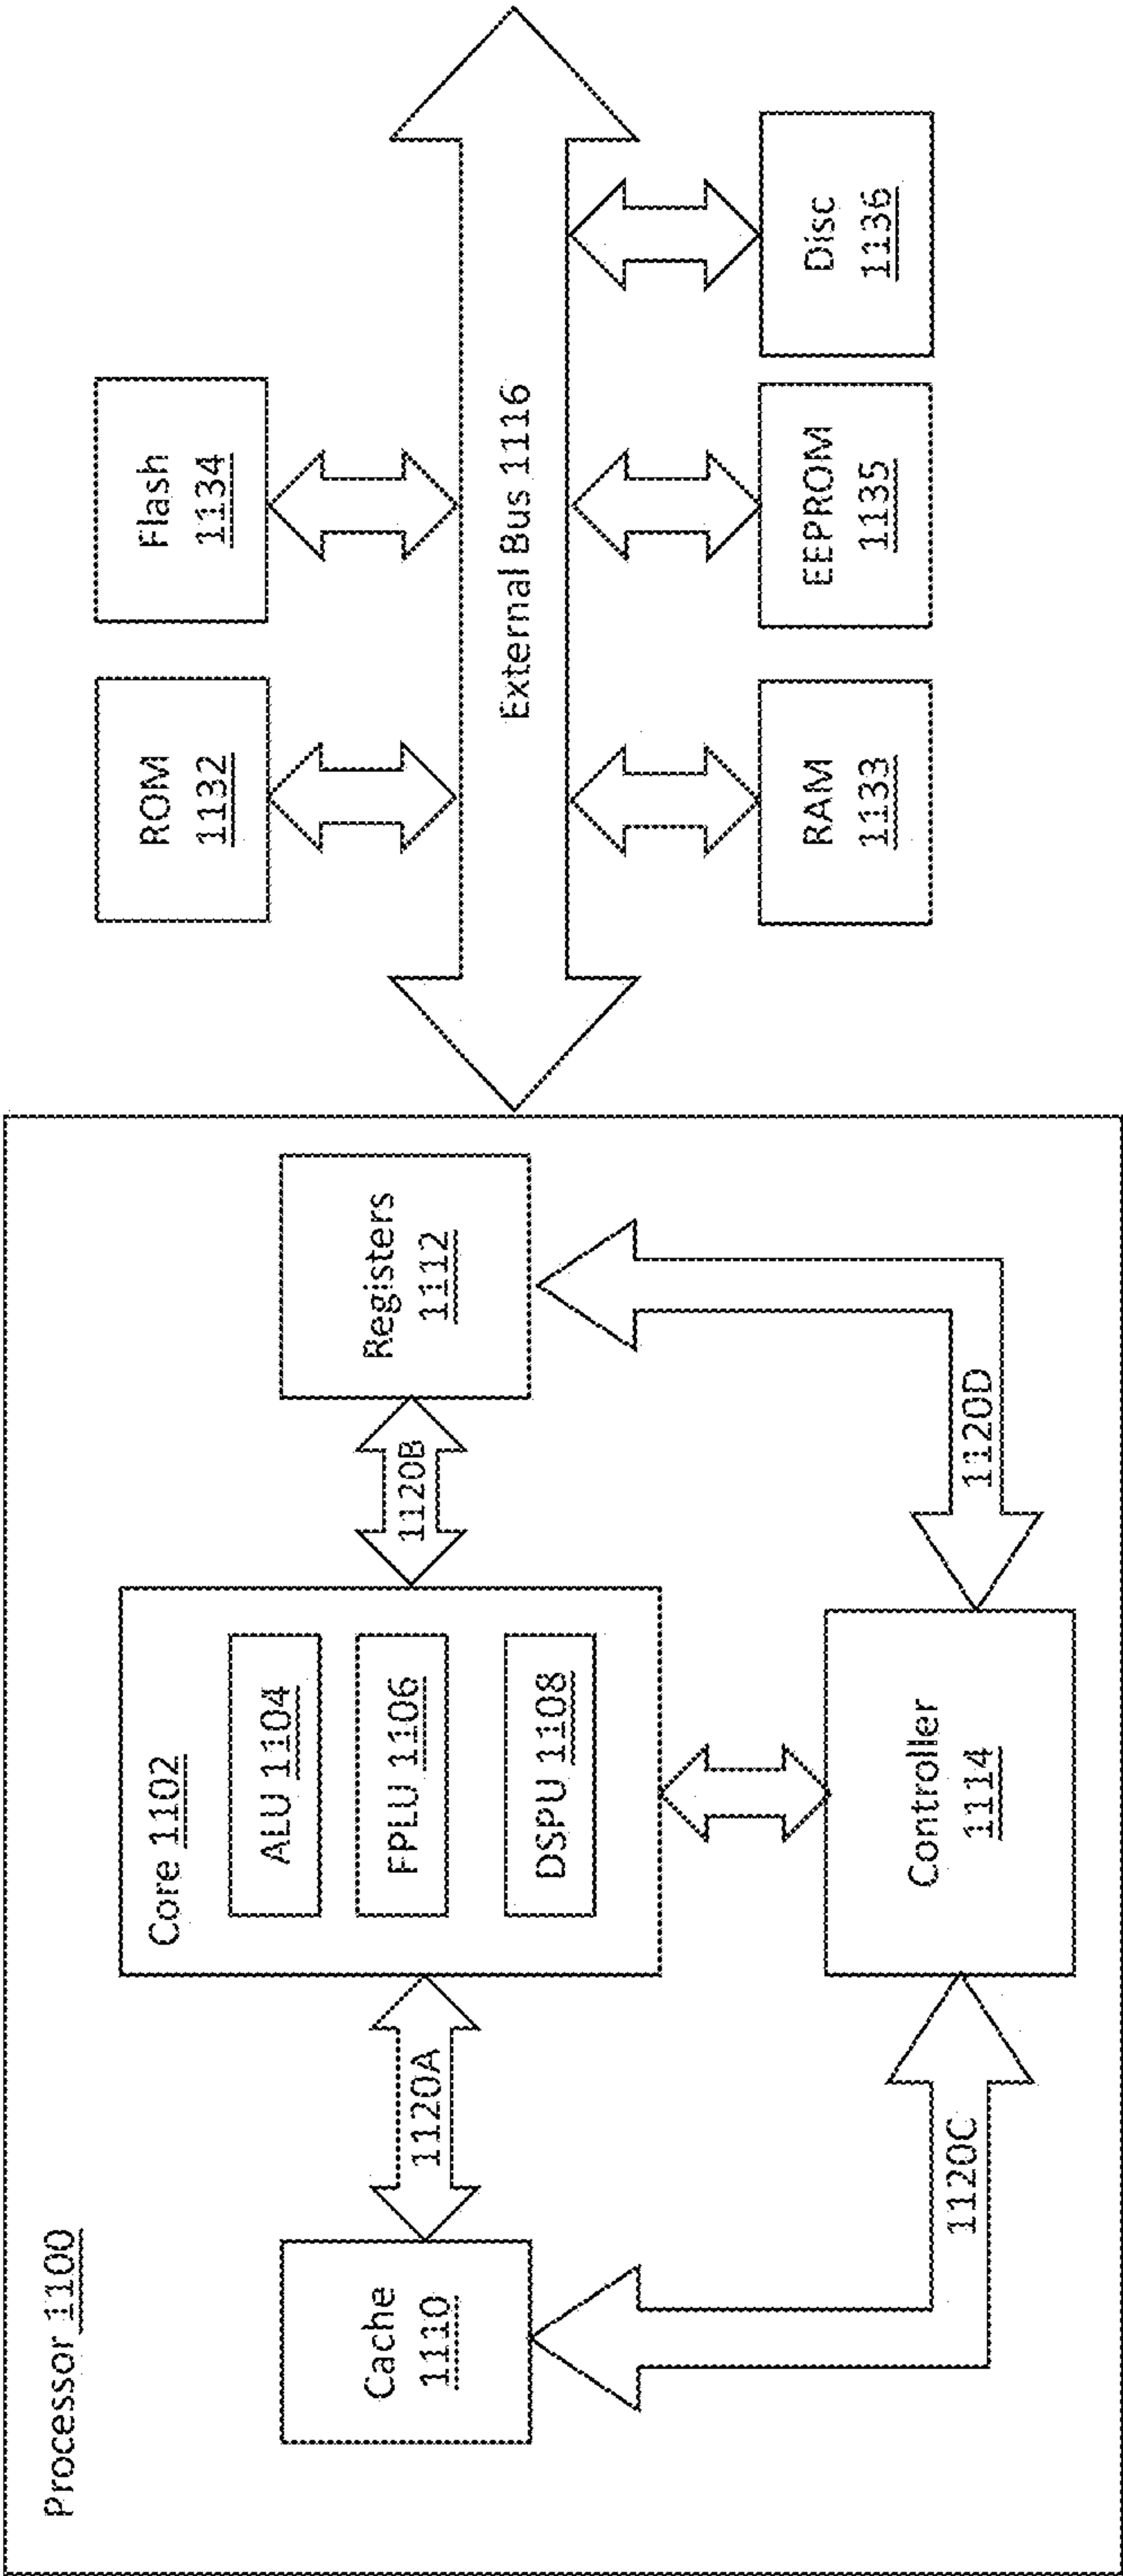 Processor 1100
Cache
1110
1120A
Core 1102
ALU 1104
FPLU 1106
DSPU 1108
1120B
Registers
1112
1120C
Controller
1114
1120D
ROM
1132
Flash
1134
External Bus 1116
RAM
1133
EEPROM
1135
Disc
1136